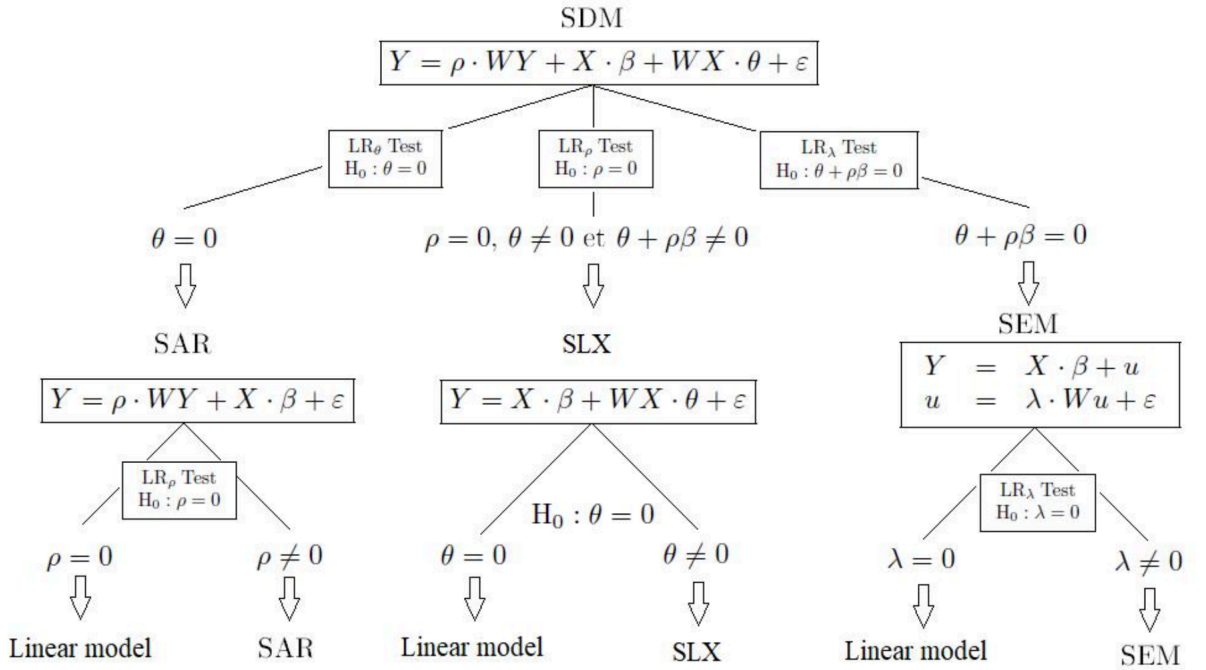 SDM
Y = ρ · WY + X · β + WX · θ + ε
LRθ Test
H₀ : θ = 0
LRρ Test
H₀ : ρ = 0
LRλ Test
H₀ : θ + ρβ = 0
θ = 0
ρ = 0, θ ≠ 0 et θ + ρβ ≠ 0
θ + ρβ = 0
SAR
Y = ρ · WY + X · β + ε
SLX
Y = X · β + WX · θ + ε
SEM
Y = X · β + u
u = λ · Wu + ε
LRρ Test
H₀ : ρ = 0
H₀ : θ = 0
LRλ Test
H₀ : λ = 0
ρ = 0
ρ ≠ 0
θ = 0
θ ≠ 0
λ = 0
λ ≠ 0
Linear model
SAR
Linear model
SLX
Linear model
SEM